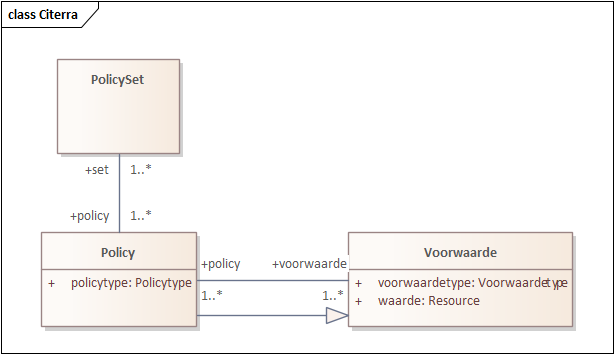 class Citerra
PolicySet
+set 1..*
+policy 1..*
Policy
+ policytype: Policytype
+policy +voorwaarde
1..* 1..*
Voorwaarde
+ voorwaardetype: Voorwaardetype
+ waarde: Resource